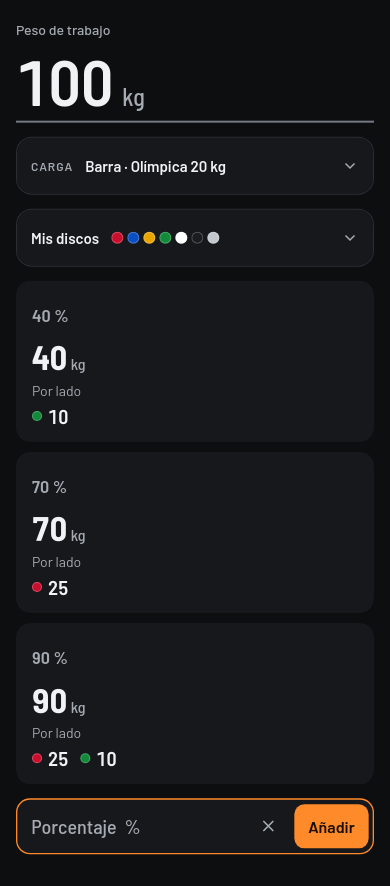 Peso de trabajo
100 kg
CARGA Barra · Olímpica 20 kg
Mis discos
40 %
40 kg
Por lado
10
70 %
70 kg
Por lado
25
90 %
90 kg
Por lado
25 10
Porcentaje % × Añadir